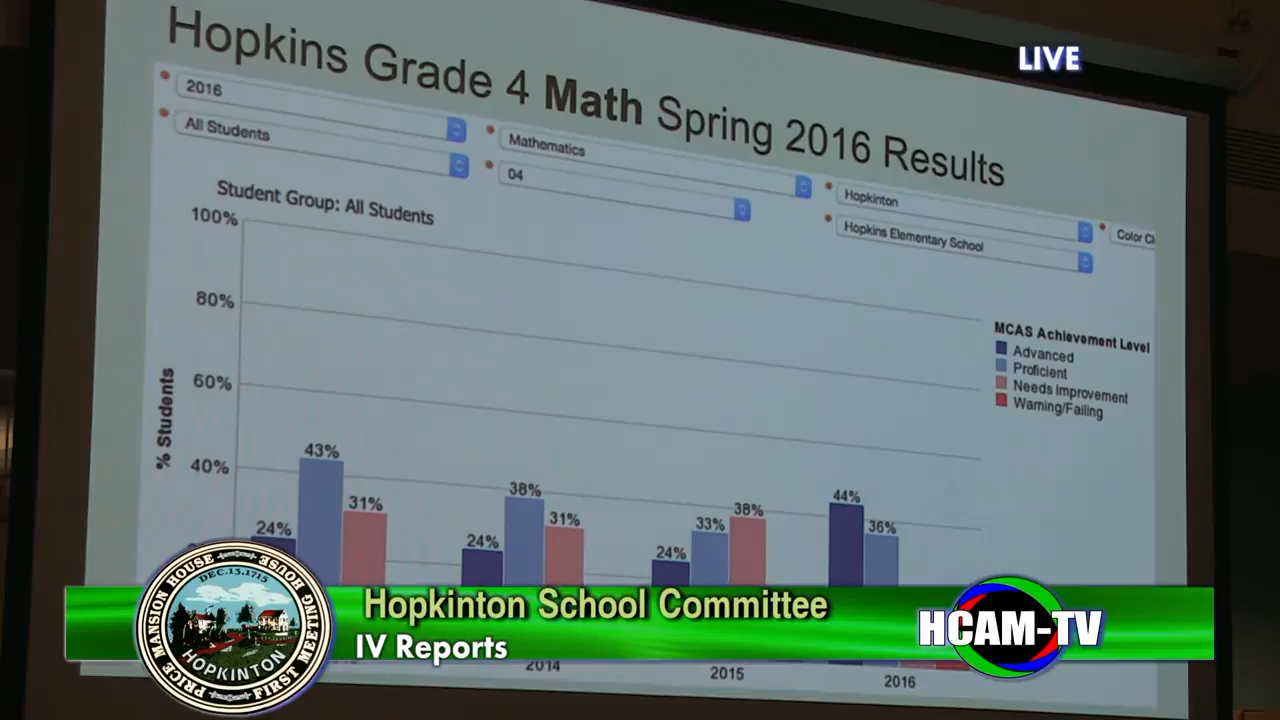 Hopkins Grade 4 Math Spring 2016 Results
LIVE
2016
Mathematics
Hopkinton
Color Cl
All Students
04
Hopkins Elementary School
Student Group: All Students
100%
80%
60%
40%
% Students
MCAS Achievement Level
Advanced
Proficient
Needs Improvement
Warning/Failing
24%
43%
31%
24%
38%
31%
24%
33%
38%
44%
36%
2014
2015
2016
Hopkinton School Committee
IV Reports
HCAM-TV
PRICE MANSION HOUSE
FIRST MEETING HOUSE
DEC.13.1715
HOPKINTON